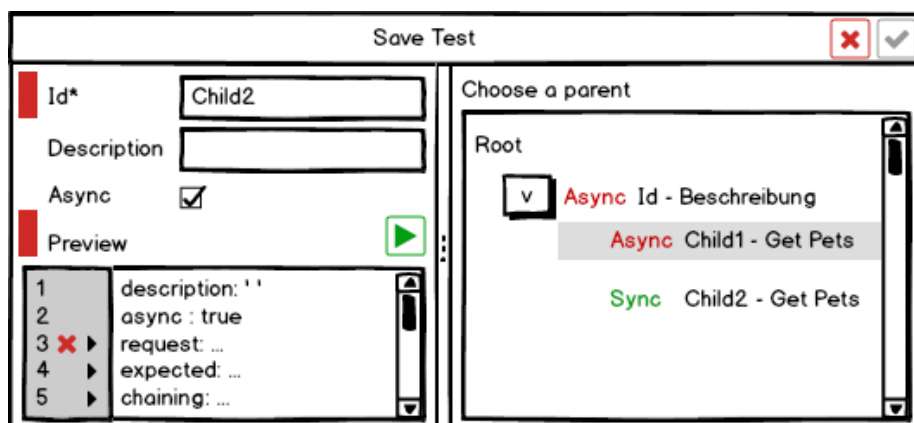 Save Test
Id*
Child2
Description
Async
Preview
1 description: ' '
2 async : true
3 request: ...
4 expected: ...
5 chaining: ...
Choose a parent
Root
v Async Id - Beschreibung
Async Child1 - Get Pets
Sync Child2 - Get Pets